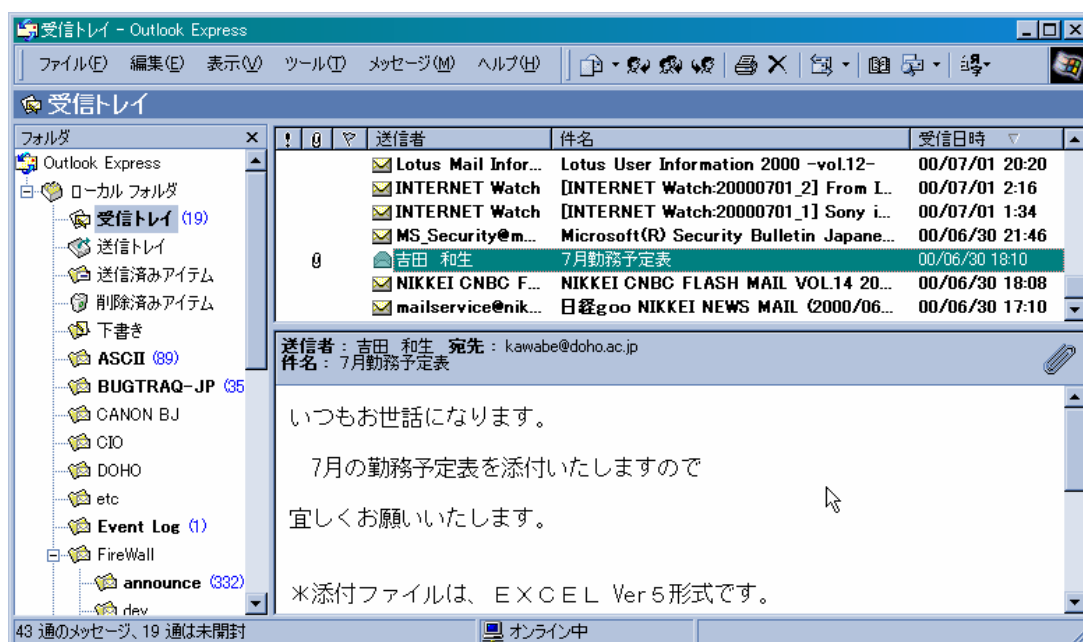 受信トレイ - Outlook Express
ファイル(F) 編集(E) 表示(V) ツール(T) メッセージ(M) ヘルプ(H)
受信トレイ
フォルダ
Outlook Express
ローカル フォルダ
受信トレイ (19)
送信トレイ
送信済みアイテム
削除済みアイテム
下書き
ASCII (89)
BUGTRAQ-JP (35
CANON BJ
CIO
DOHO
etc
Event Log (1)
FireWall
announce (332)
dev
送信者 件名 受信日時
Lotus Mail Infor... Lotus User Information 2000 -vol.12- 00/07/01 20:20
INTERNET Watch [INTERNET Watch:20000701_2] From I... 00/07/01 2:16
INTERNET Watch [INTERNET Watch:20000701_1] Sony i... 00/07/01 1:34
MS_Security@m... Microsoft(R) Security Bulletin Japane... 00/06/30 21:46
吉田 和生 7月勤務予定表 00/06/30 18:10
NIKKEI CNBC F... NIKKEI CNBC FLASH MAIL VOL.14 20... 00/06/30 18:08
mailservice@nik... 日経goo NIKKEI NEWS MAIL (2000/06... 00/06/30 17:10
送信者： 吉田 和生 宛先： kawabe@doho.ac.jp
件名： 7月勤務予定表
いつもお世話になります。
7月の勤務予定表を添付いたしますので
宜しくお願いいたします。
＊添付ファイルは、ＥＸＣＥＬ Ver５形式です。
43 通のメッセージ、19 通は未開封
オンライン中